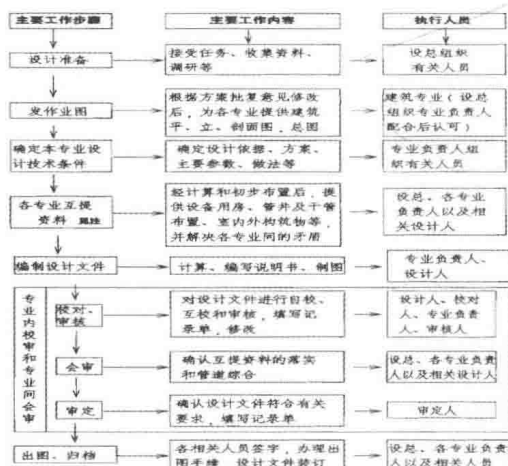 主要工作步骤
主要工作内容
执行人员
设计准备
接受任务、收集资料、
调研等
设总组织
有关人员
发作业图
根据方案批复意见修改
后，为各专业提供建筑
平、立、剖面图，总图
建筑专业（设总
组织专业负责人
配合后认可）
确定本专业设
计技术条件
确定设计依据、方案、
主要参数、做法等
专业负责人组
织有关人员
各专业互提
资料
经计算和初步布置后，提
供设备用房、管井及干管
布置、室内外构筑物等，
并解决各专业间的矛盾
设总、各专业
负责人以及相
关设计人
编制设计文件
计算、编写说明书、制图
专业负责人、
设计人
专业内校审和专业间会审
校对、
审核
对设计文件进行自校、
互校和审核，填写记
录单，修改
设计人、校对
人、专业负责
人、审核人
会审
确认互提资料的落实
和管道综合
设总、各专业负责
人以及相关设计人
审定
确认设计文件符合有关
要求，填写记录单
审定人
出图、归档
各相关人员签字，办理出
图手续，设计文件装订
设总、各专业负责
人以及相关人员